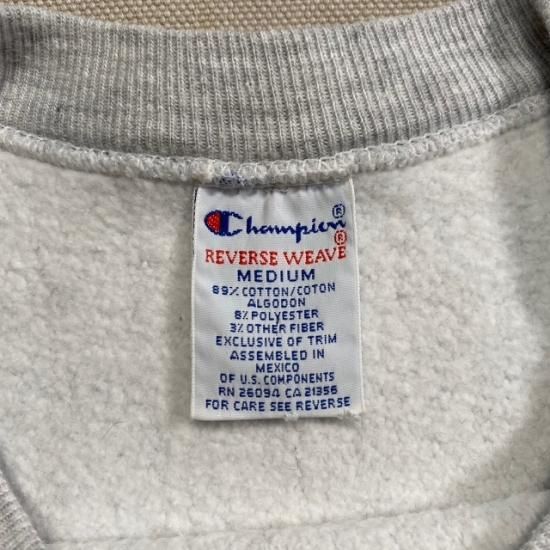 Champion®
REVERSE WEAVE®
MEDIUM
89% COTTON/COTON
ALGODON
8% POLYESTER
3% OTHER FIBER
EXCLUSIVE OF TRIM
ASSEMBLED IN
MEXICO
OF U.S. COMPONENTS
RN 26094 CA 21356
FOR CARE SEE REVERSE